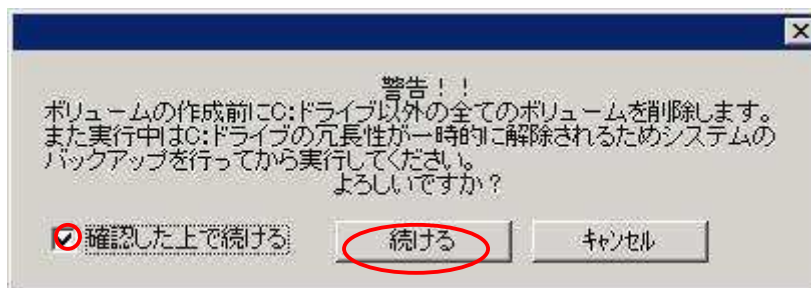 警告！！
ボリュームの作成前にC:ドライブ以外の全てのボリュームを削除します。
また実行中はC:ドライブの冗長性が一時的に解除されるためシステムの
バックアップを行ってから実行してください。
よろしいですか？
確認した上で続ける
続ける
キャンセル